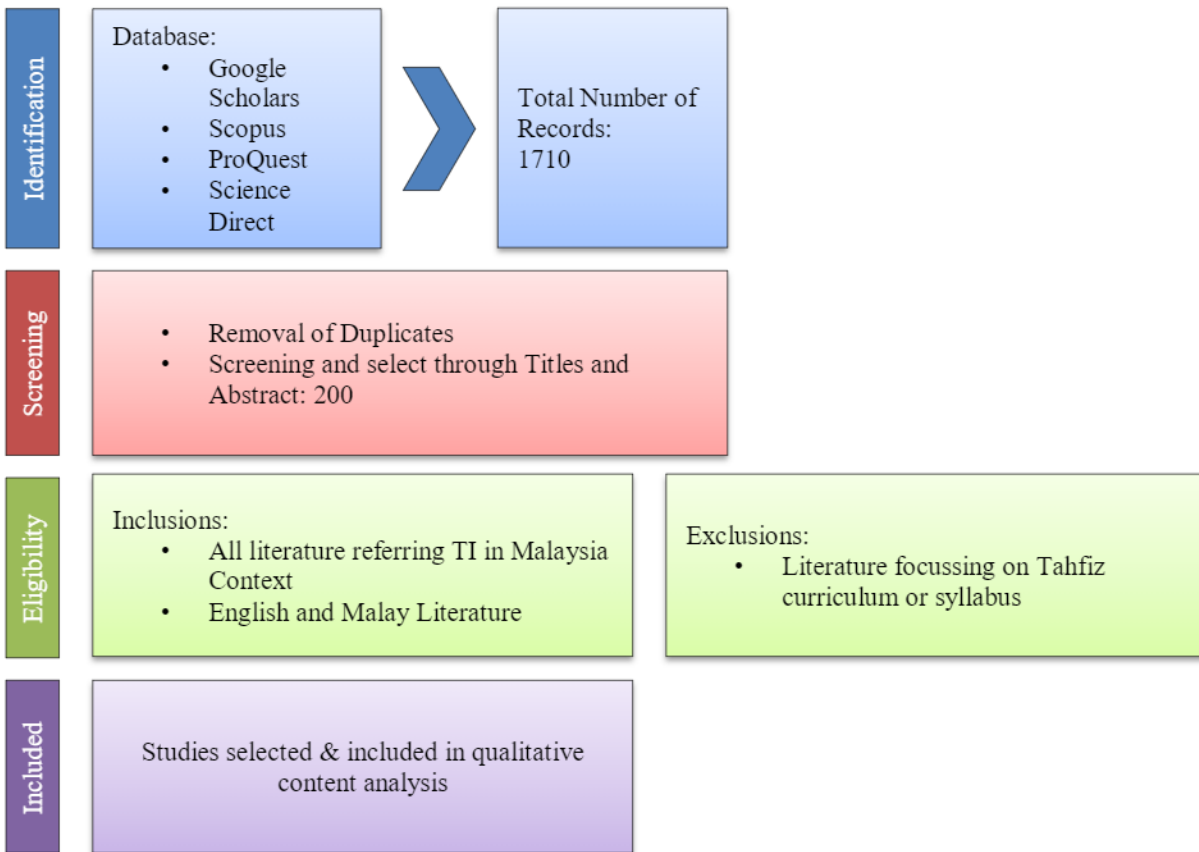 Identification
Database:
• Google
Scholars
• Scopus
• ProQuest
• Science
Direct
Total Number of
Records:
1710
Screening
• Removal of Duplicates
• Screening and select through Titles and
Abstract: 200
Eligibility
Inclusions:
• All literature referring TI in Malaysia
Context
• English and Malay Literature
Exclusions:
• Literature focussing on Tahfiz
curriculum or syllabus
Included
Studies selected & included in qualitative
content analysis